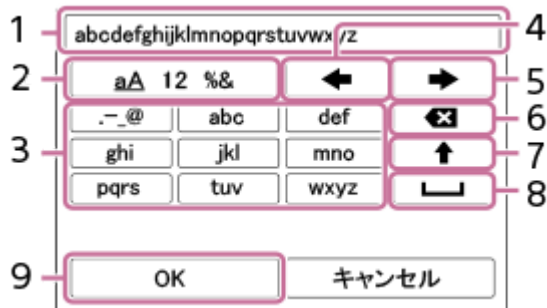 1 abcdefghijklmnopqrstuvwxyz 4
2 aA 12 %& 5
.-_@ abc def 6
3 ghi jkl mno 7
pqrs tuv wxyz 8
9 OK キャンセル